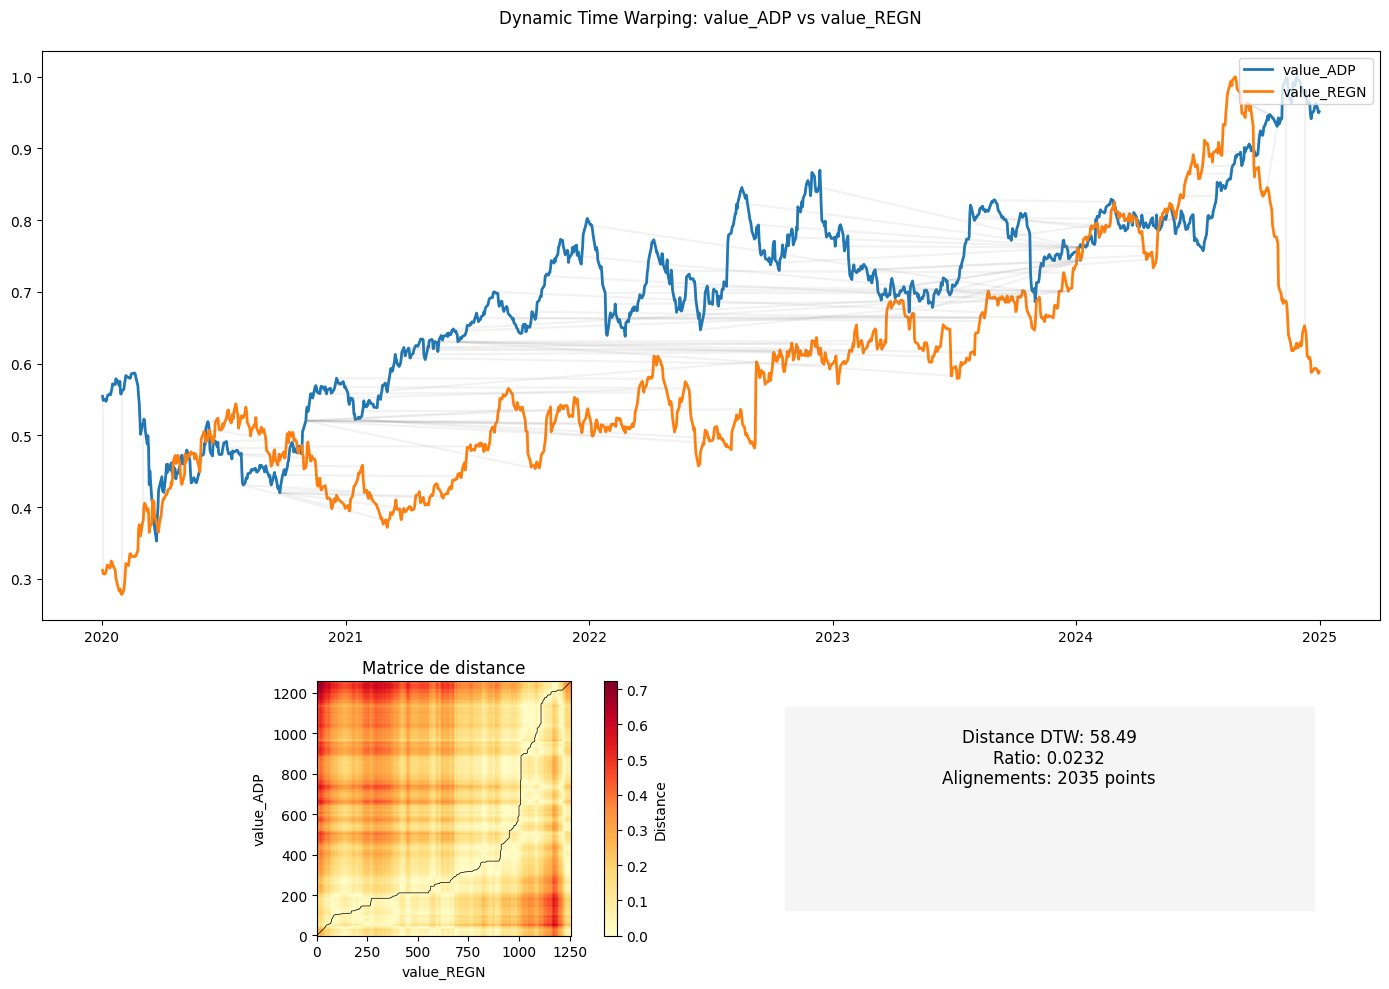 Dynamic Time Warping: value_ADP vs value_REGN
value_ADP
value_REGN
1.0
0.9
0.8
0.7
0.6
0.5
0.4
0.3
2020 2021 2022 2023 2024 2025
Matrice de distance
value_ADP
1200
1000
800
600
400
200
0
0 250 500 750 1000 1250
value_REGN
0.7
0.6
0.5
0.4
0.3
0.2
0.1
0.0
Distance
Distance DTW: 58.49
Ratio: 0.0232
Alignements: 2035 points